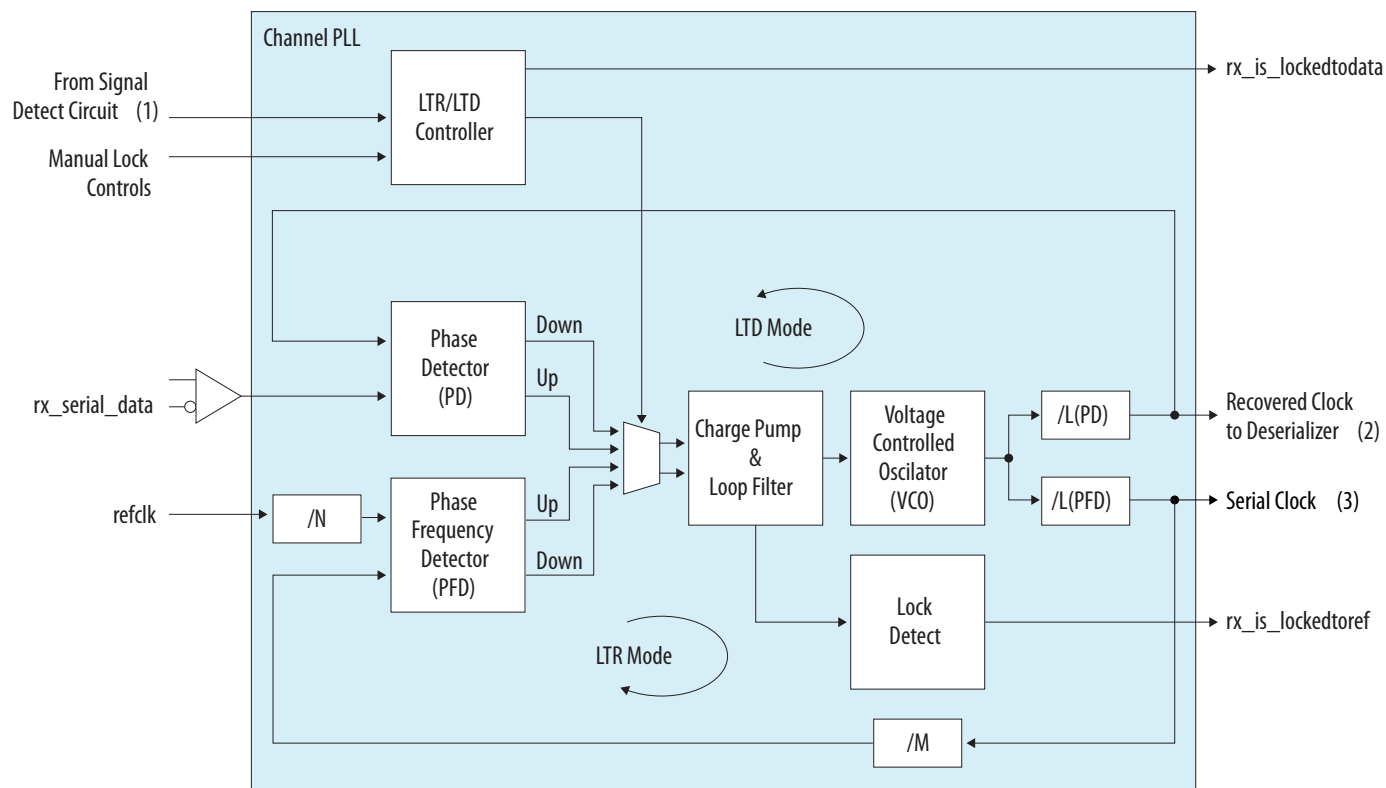 Channel PLL
From Signal
Detect Circuit (1)
Manual Lock
Controls
LTR/LTD
Controller
rx_is_lockedtodata
Phase
Detector
(PD)
Down
Up
LTD Mode
rx_serial_data
Charge Pump
&
Loop Filter
Voltage
Controlled
Oscilator
(VCO)
/L(PD)
Recovered Clock
to Deserializer (2)
refclk
/N
Phase
Frequency
Detector
(PFD)
Up
Down
/L(PFD)
Serial Clock (3)
Lock
Detect
rx_is_lockedtoref
LTR Mode
/M